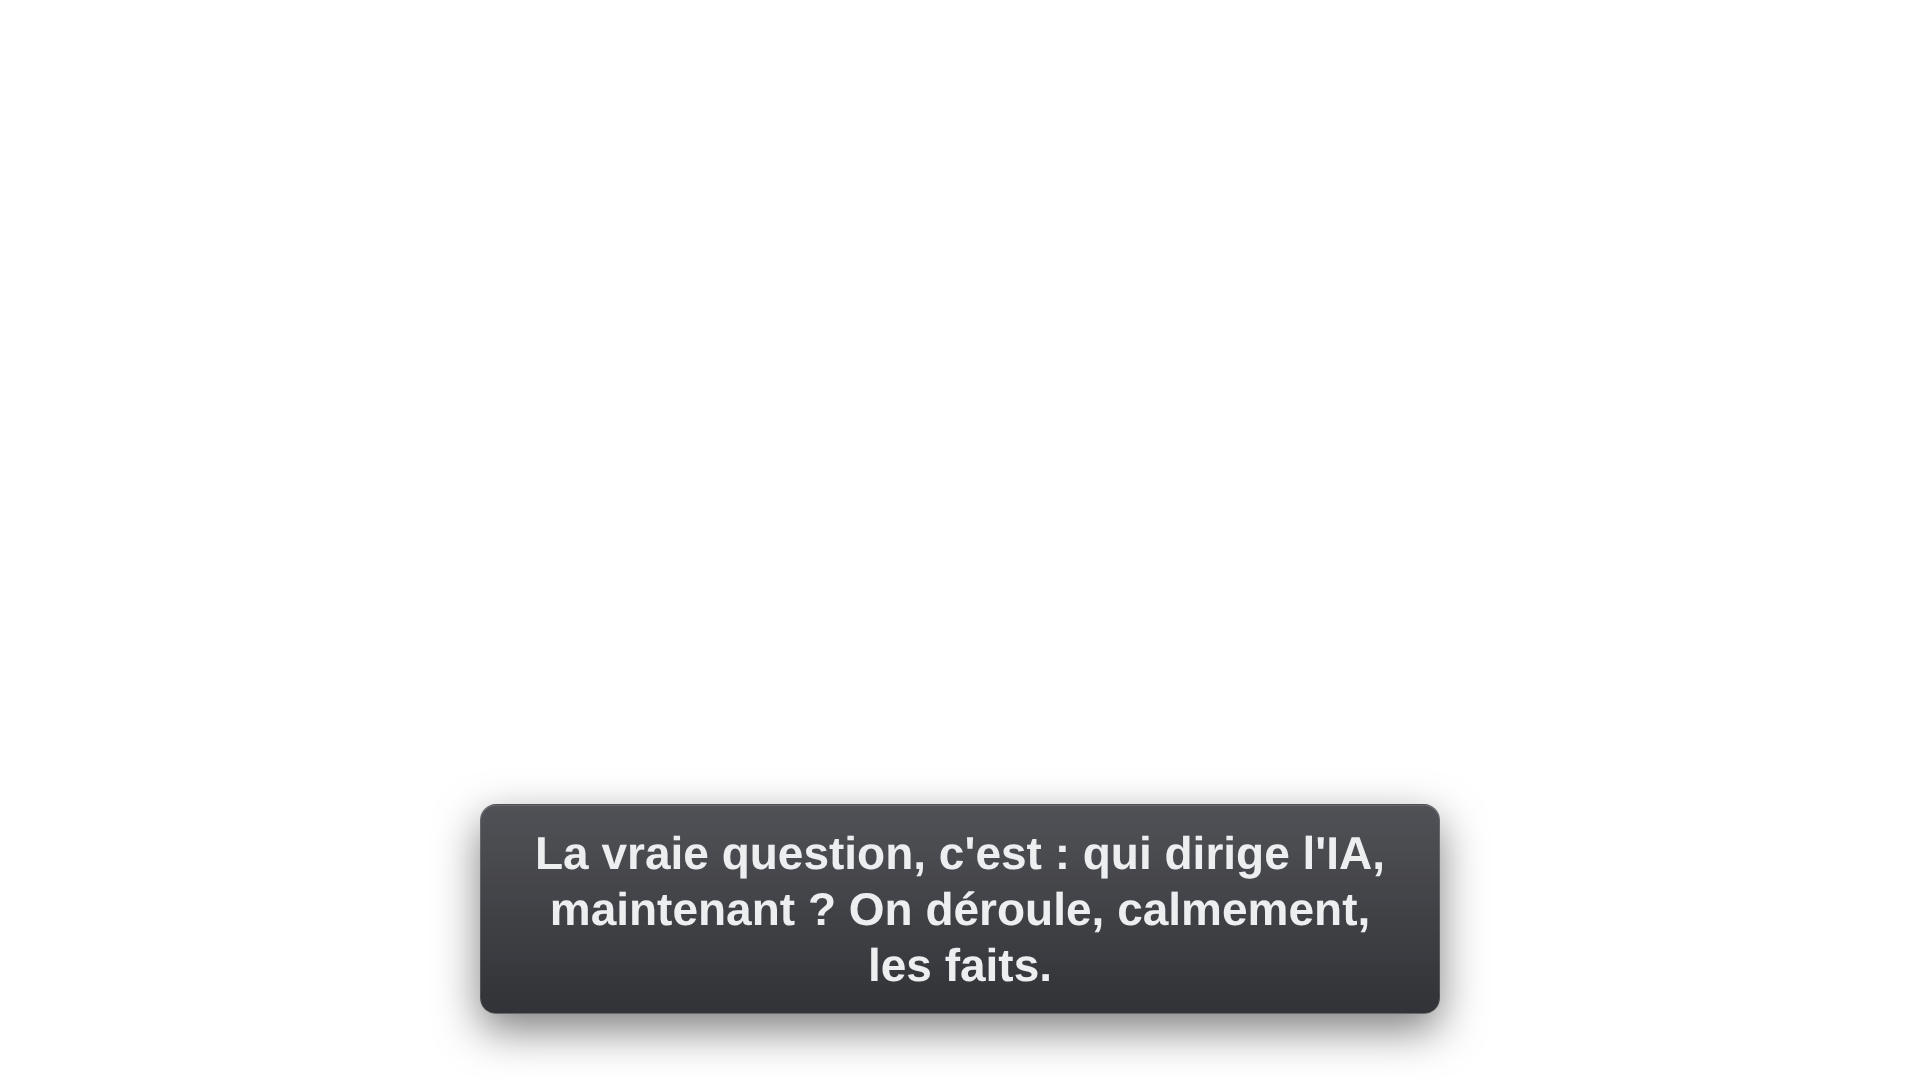 La vraie question, c'est : qui dirige l'IA,
maintenant ? On déroule, calmement,
les faits.